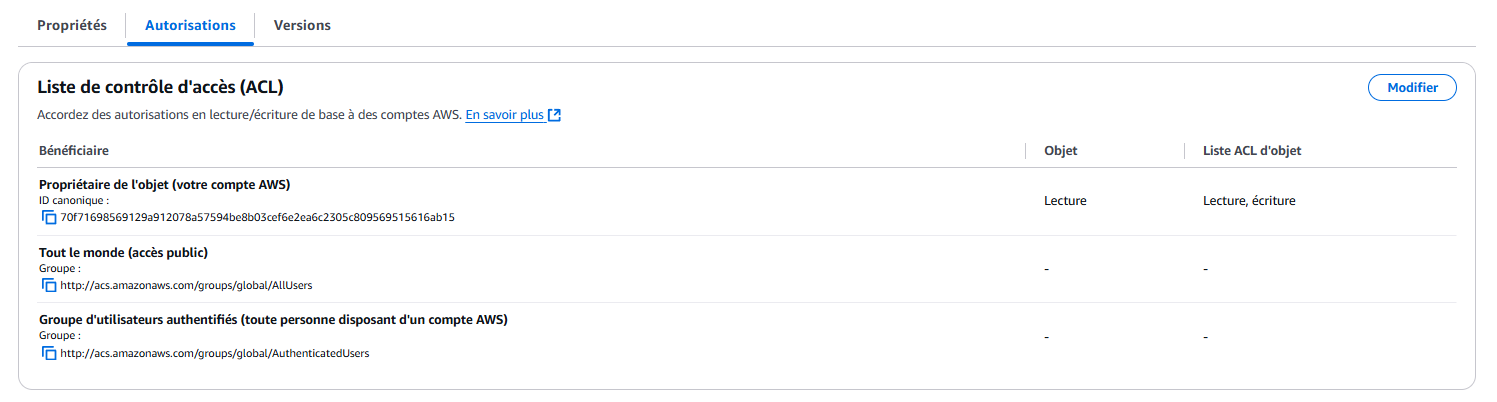 Propriétés
Autorisations
Versions
Liste de contrôle d'accès (ACL)
Modifier
Accordez des autorisations en lecture/écriture de base à des comptes AWS. En savoir plus
Bénéficiaire
Objet
Liste ACL d'objet
Propriétaire de l'objet (votre compte AWS)
ID canonique :
70f71698569129a912078a57594be8b03cef6e2ea6c2305c809569515616ab15
Lecture
Lecture, écriture
Tout le monde (accès public)
Groupe :
http://acs.amazonaws.com/groups/global/AllUsers
-
-
Groupe d'utilisateurs authentifiés (toute personne disposant d'un compte AWS)
Groupe :
http://acs.amazonaws.com/groups/global/AuthenticatedUsers
-
-